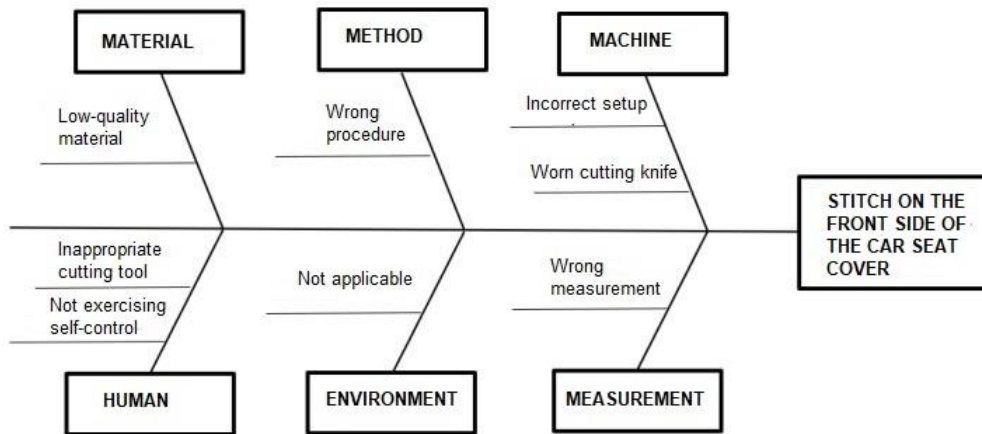 MATERIAL
METHOD
MACHINE
Low-quality
material
Wrong
procedure
Incorrect setup
Worn cutting knife
STITCH ON THE
FRONT SIDE OF
THE CAR SEAT
COVER
Inappropriate
cutting tool
Not exercising
self-control
Not applicable
Wrong
measurement
HUMAN
ENVIRONMENT
MEASUREMENT